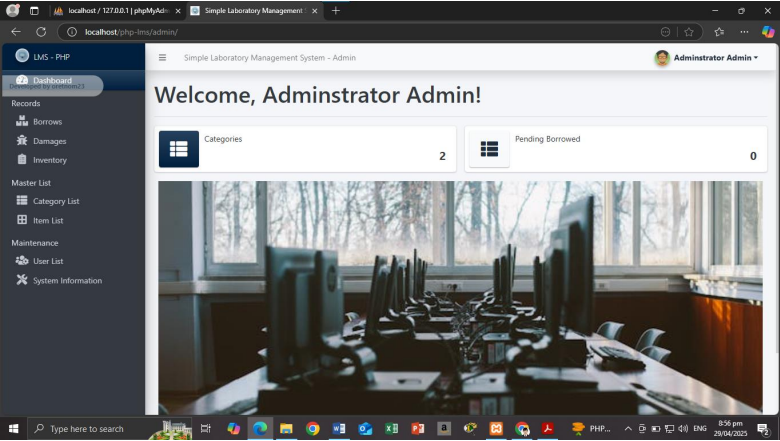 localhost / 127.0.0.1 | phpMyAdm
Simple Laboratory Management S
localhost/php-lms/admin/
LMS - PHP
Simple Laboratory Management System - Admin
Adminstrator Admin
Dashboard
Developed by oretnom23
Welcome, Adminstrator Admin!
Records
Borrows
Damages
Inventory
Categories
2
Pending Borrowed
0
Master List
Category List
Item List
Maintenance
User List
System Information
Type here to search
PHP...
ENG
8:56 pm
29/04/2025